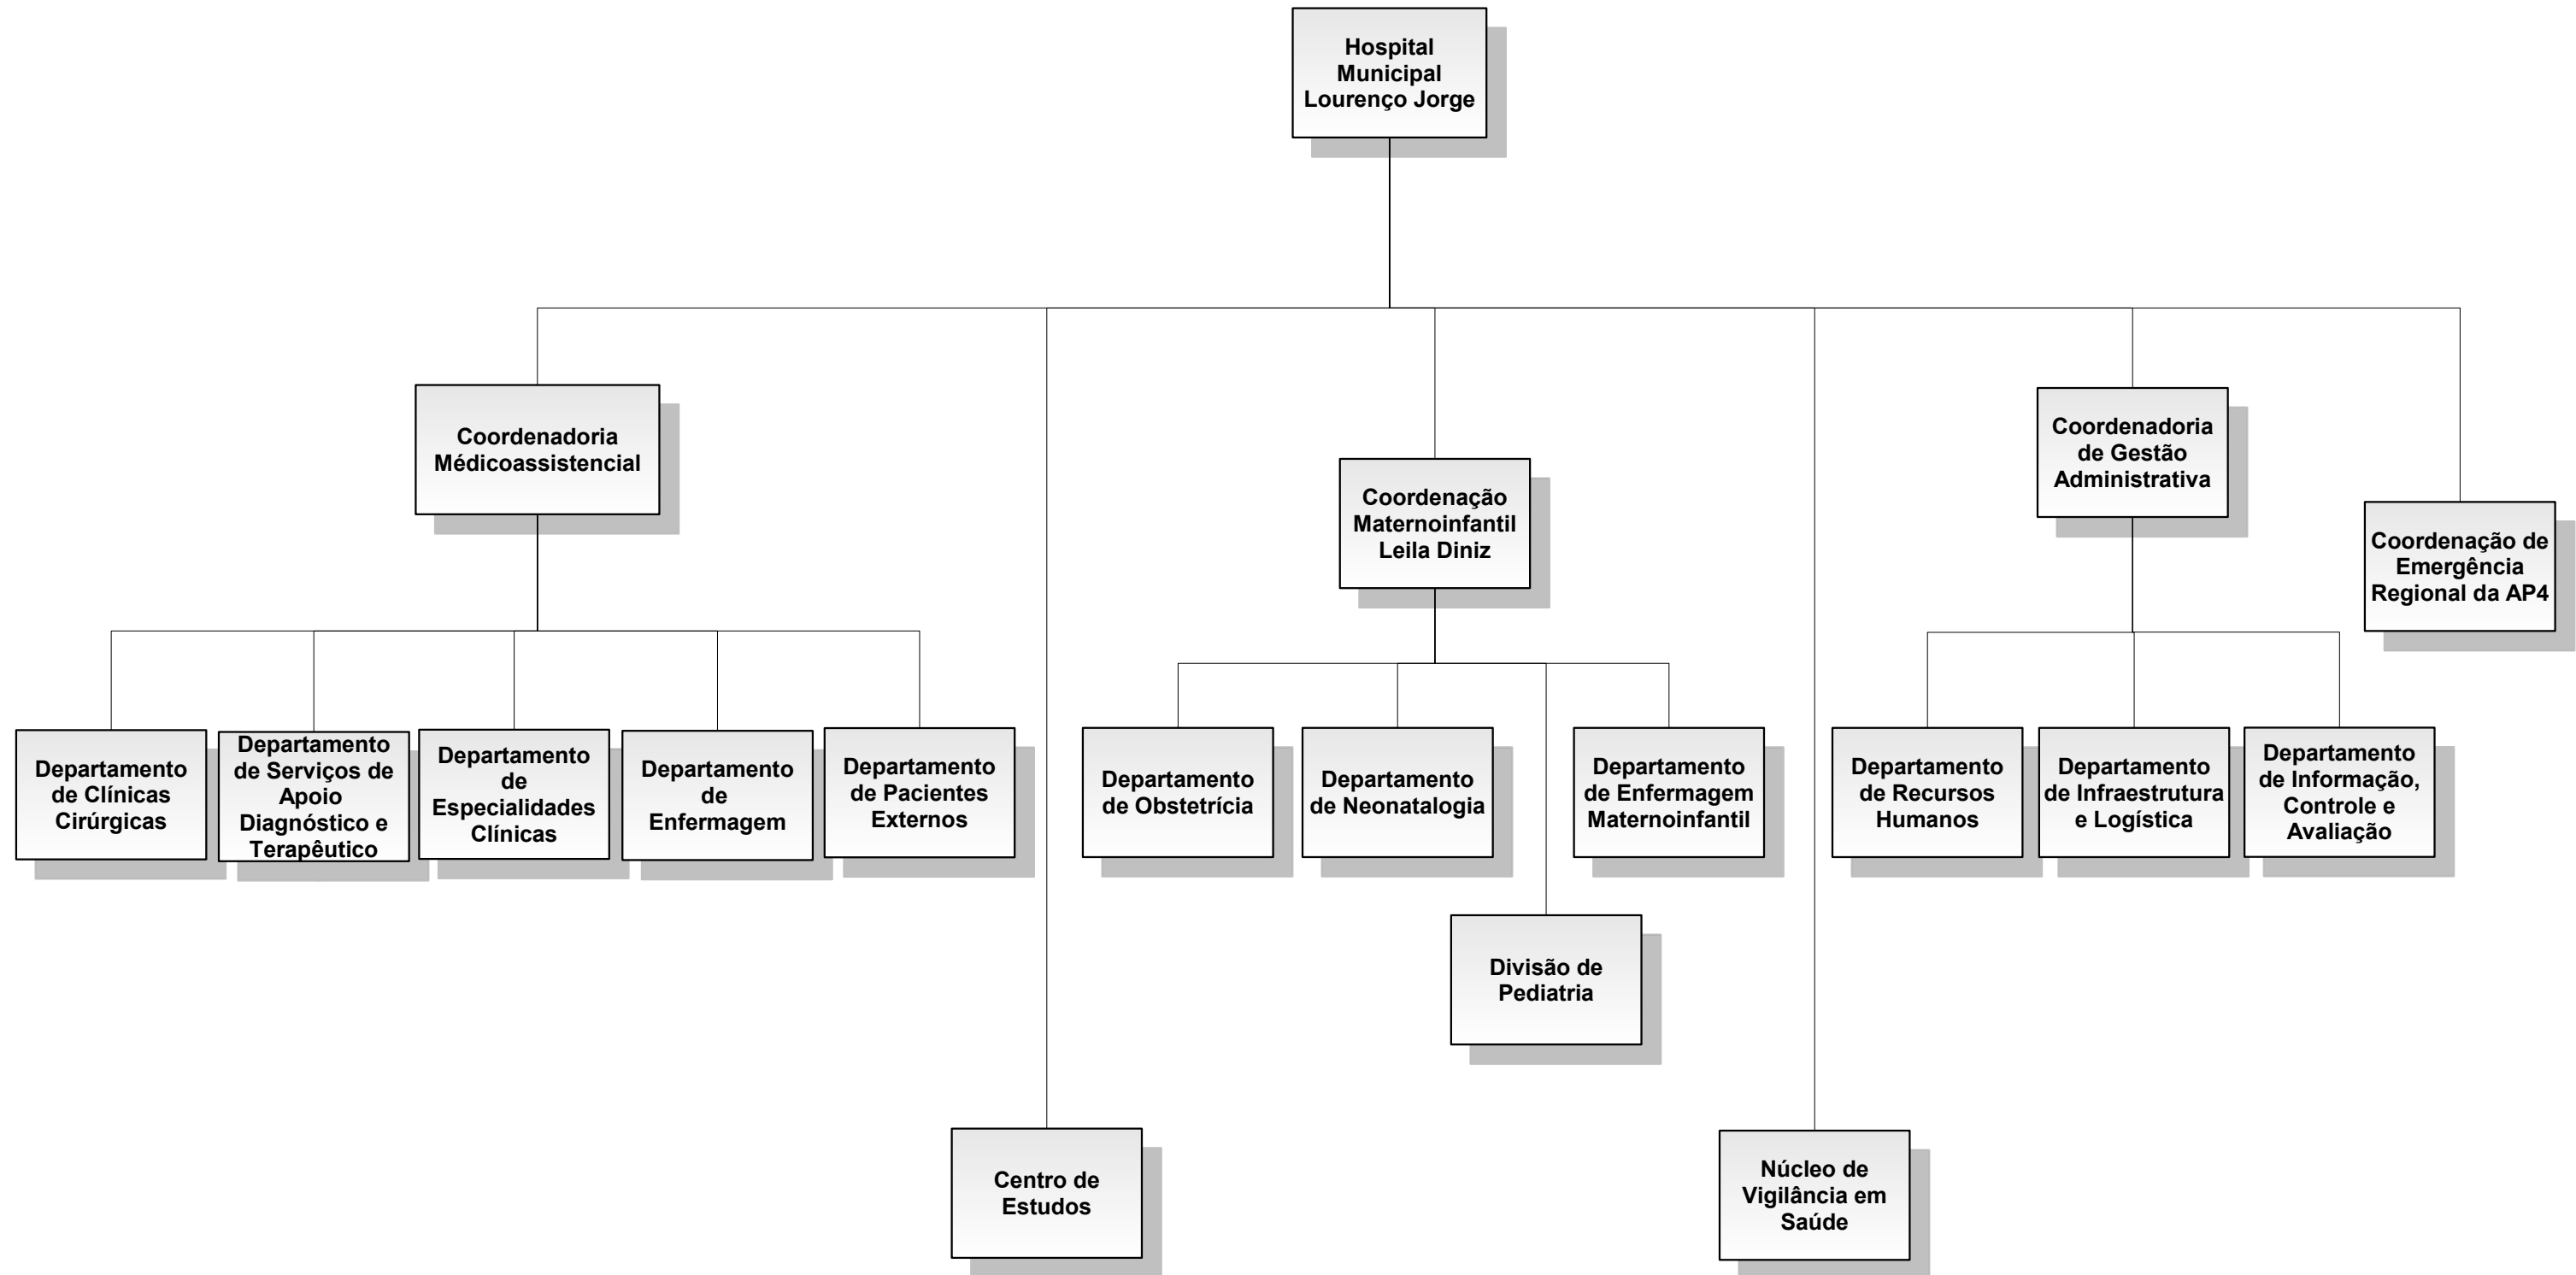 Hospital
Municipal
Lourenço Jorge
Coordenadoria
Médicoassistencial
Coordenação
Maternoinfantil
Leila Diniz
Coordenadoria
de Gestão
Administrativa
Coordenação de
Emergência
Regional da AP4
Departamento
de Clínicas
Cirúrgicas
Departamento
de Serviços de
Apoio
Diagnóstico e
Terapêutico
Departamento
de
Especialidades
Clínicas
Departamento
de
Enfermagem
Departamento
de Pacientes
Externos
Departamento
de Obstetrícia
Departamento
de Neonatalogia
Departamento
de Enfermagem
Maternoinfantil
Departamento
de Recursos
Humanos
Departamento
de Infraestrutura
e Logística
Departamento
de Informação,
Controle e
Avaliação
Divisão de
Pediatria
Centro de
Estudos
Núcleo de
Vigilância em
Saúde